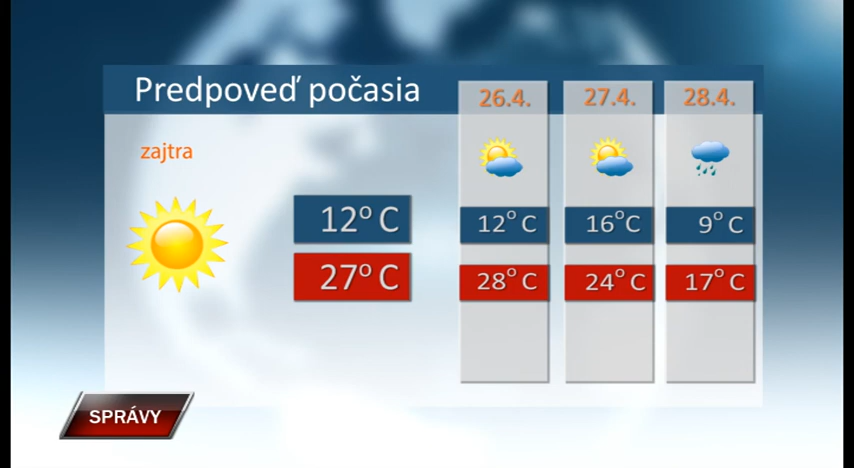 Predpoveď počasia
zajtra
12° C
27° C
26.4. 27.4. 28.4.
12° C 16°C 9° C
28° C 24° C 17° C
SPRÁVY